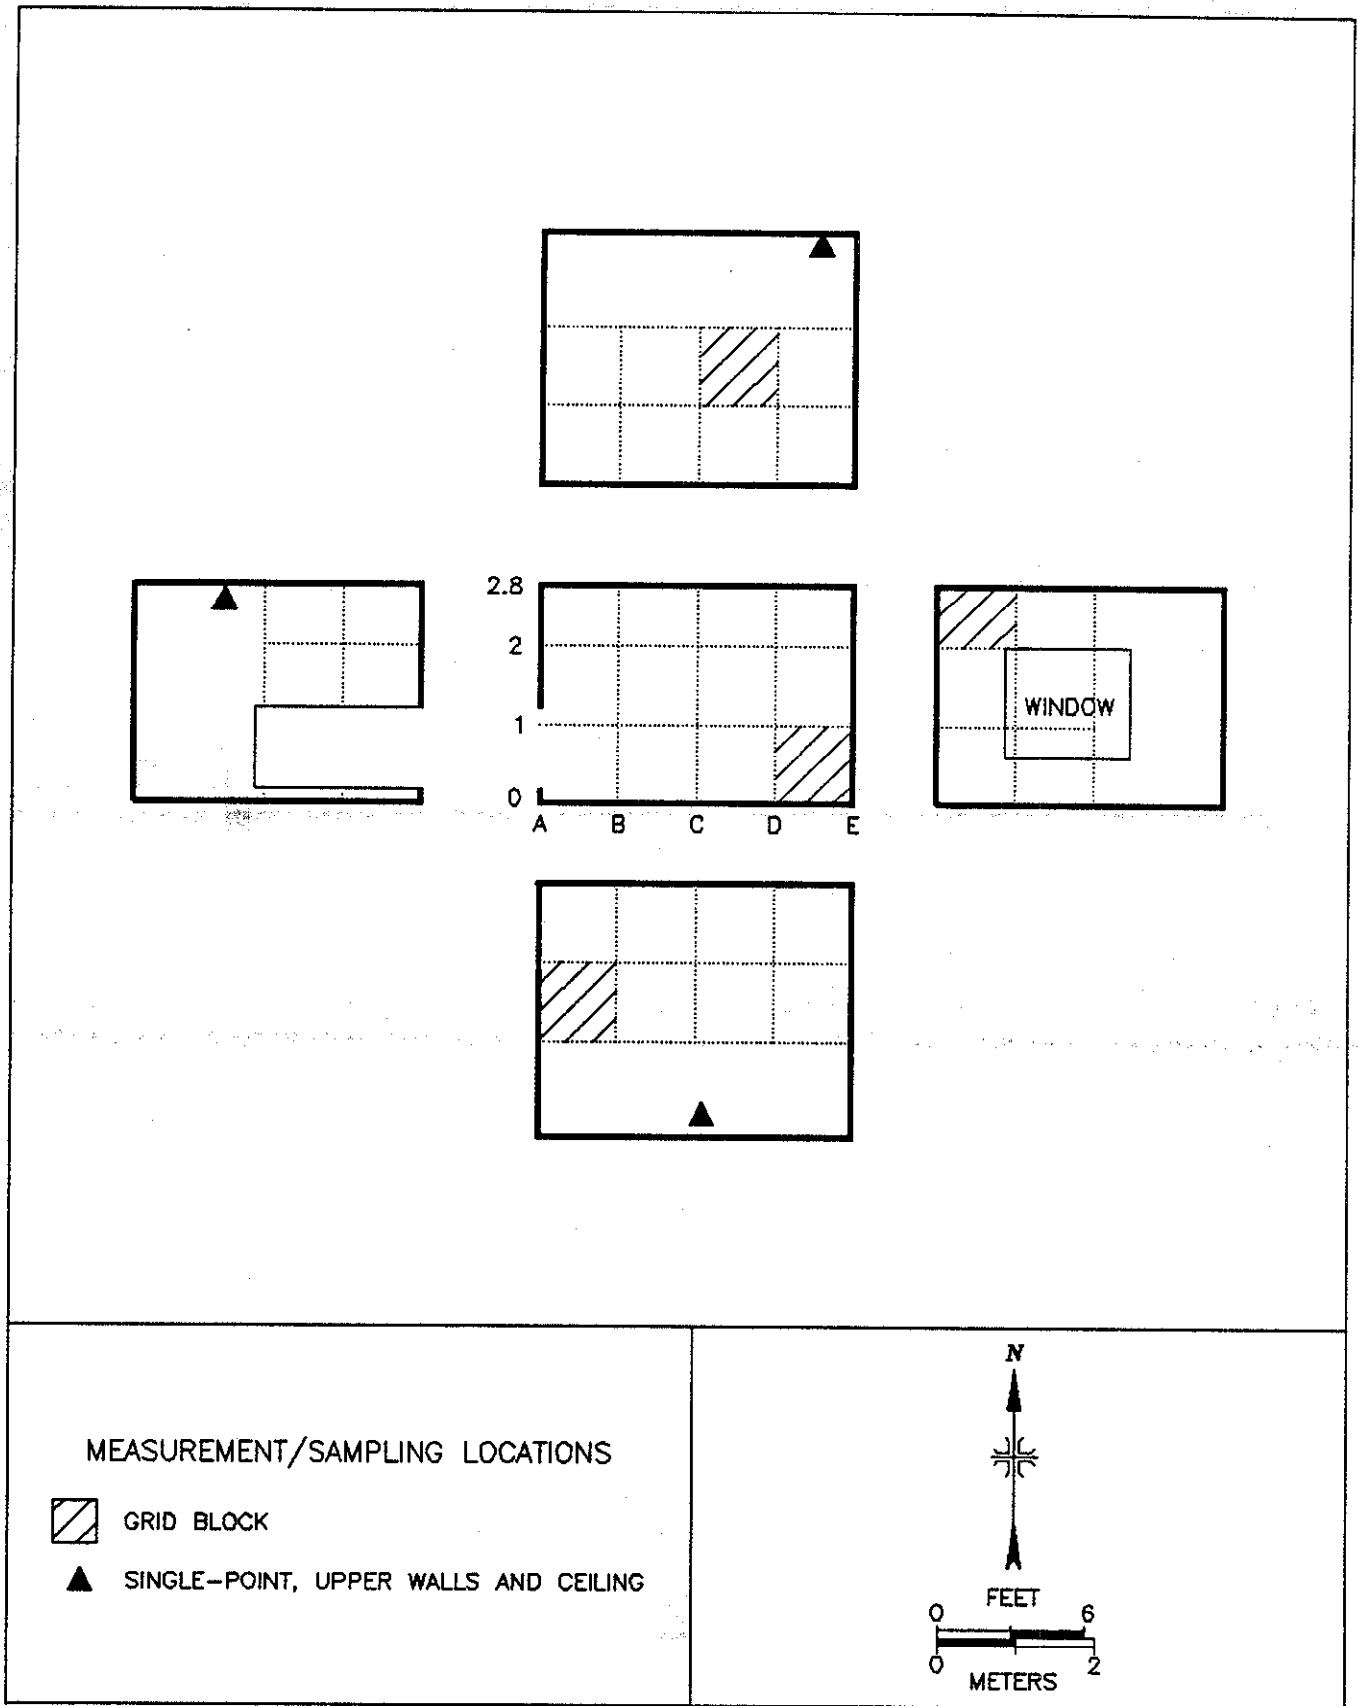 2.8
2
1
0
A B C D E
WINDOW
MEASUREMENT/SAMPLING LOCATIONS
GRID BLOCK
SINGLE-POINT, UPPER WALLS AND CEILING
N
FEET
0 6
0 2
METERS